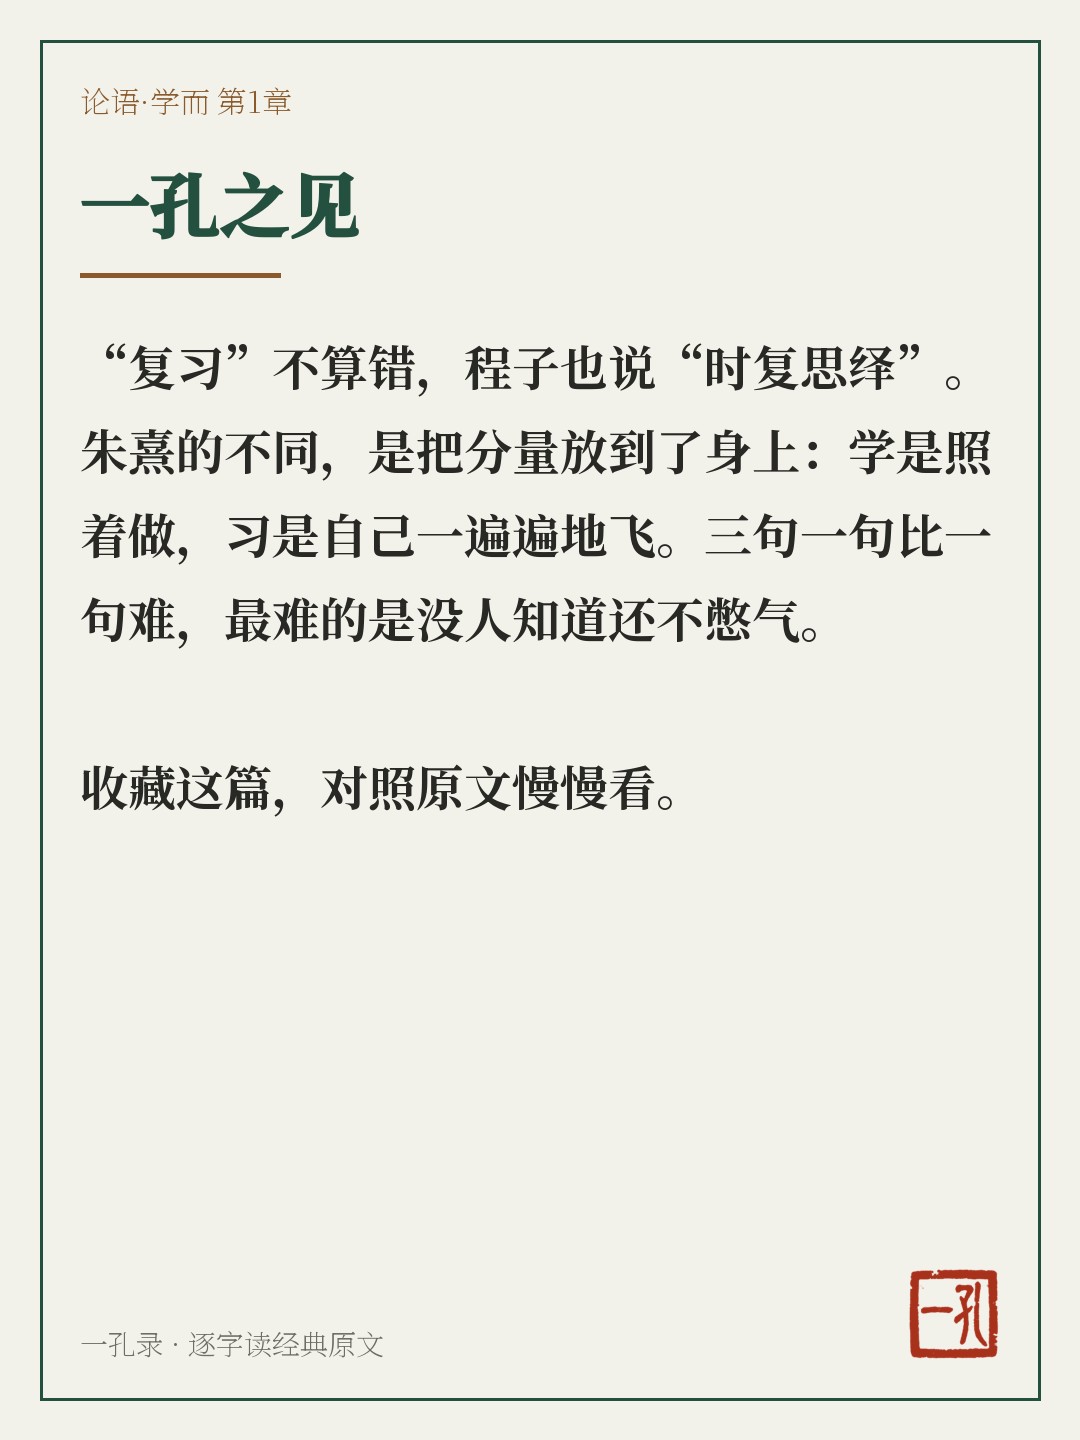 论语·学而 第1章
一孔之见
“复习”不算错，程子也说“时复思绎”。
朱熹的不同，是把分量放到了身上：学是照
着做，习是自己一遍遍地飞。三句一句比一
句难，最难的是没人知道还不憋气。
收藏这篇，对照原文慢慢看。
一孔
一孔录 · 逐字读经典原文